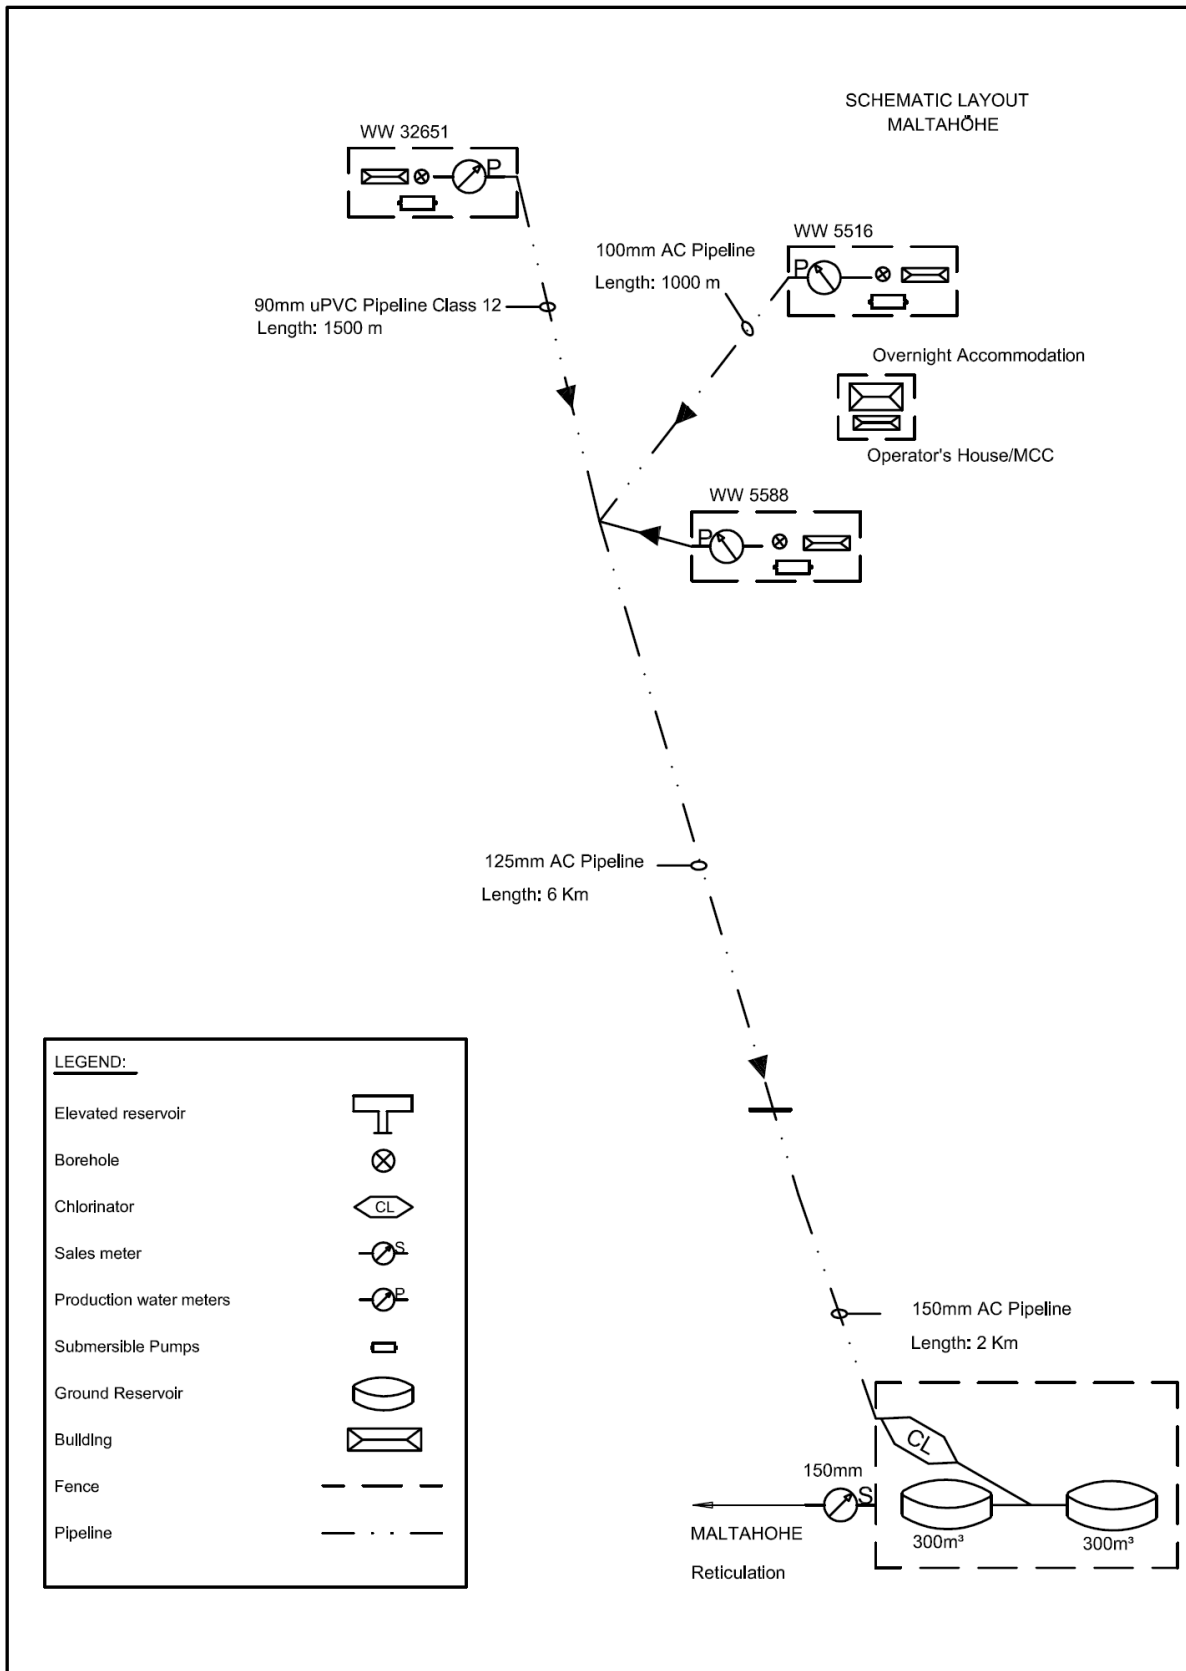 SCHEMATIC LAYOUT
MALTAHÖHE
WW 32651
P
WW 5516
P
100mm AC Pipeline
Length: 1000 m
90mm uPVC Pipeline Class 12
Length: 1500 m
Overnight Accommodation
Operator's House/MCC
WW 5588
P
125mm AC Pipeline
Length: 6 Km
LEGEND:
Elevated reservoir
Borehole
Chlorinator
CL
Sales meter
S
Production water meters
P
Submersible Pumps
Ground Reservoir
Building
Fence
Pipeline
150mm AC Pipeline
Length: 2 Km
CL
150mm
S
300m³
300m³
MALTAHOHE
Reticulation